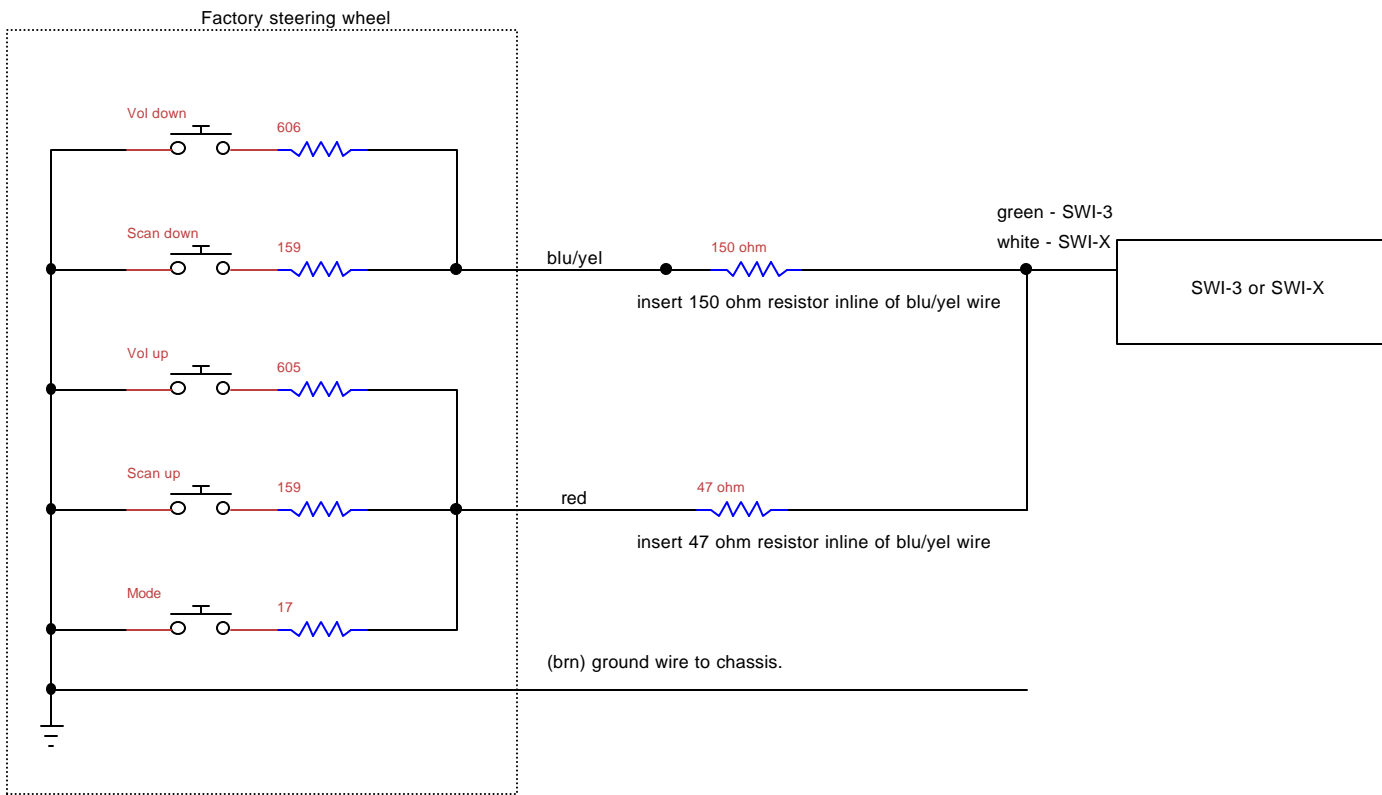 Factory steering wheel
Vol down
606
Scan down
159
blu/yel
150 ohm
green - SWI-3
white - SWI-X
SWI-3 or SWI-X
insert 150 ohm resistor inline of blu/yel wire
Vol up
605
Scan up
159
red
47 ohm
insert 47 ohm resistor inline of blu/yel wire
Mode
17
(brn) ground wire to chassis.